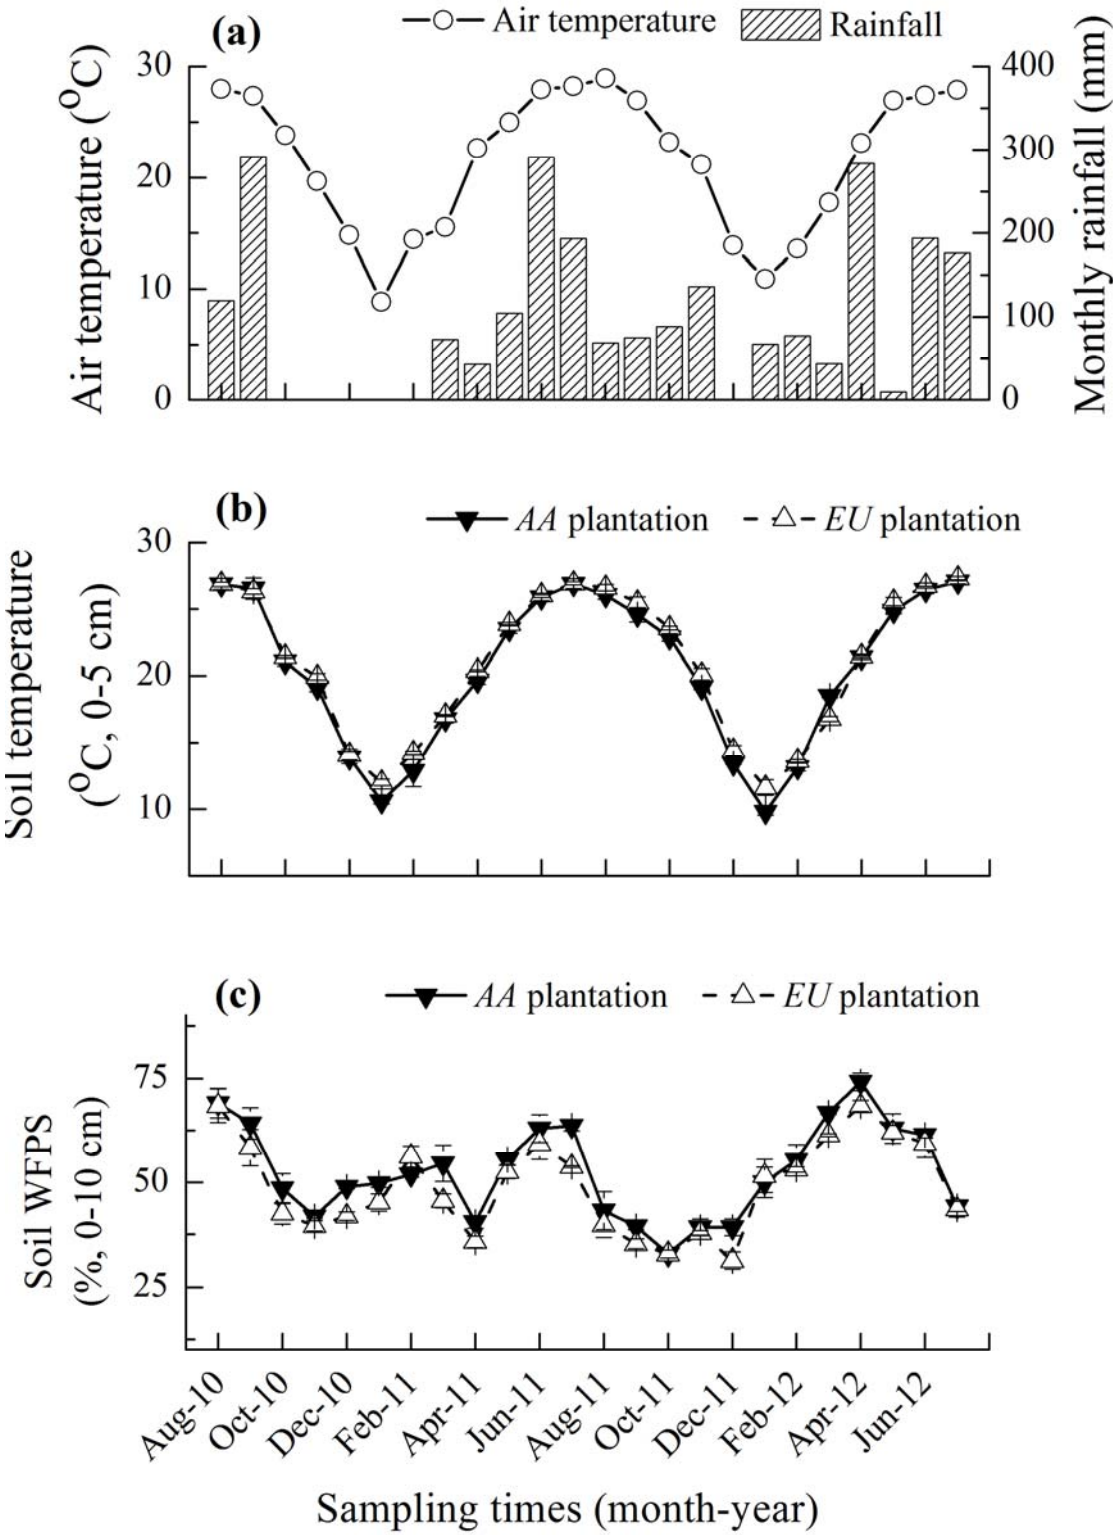 (a)
Air temperature
Rainfall
Air temperature (°C)
30
20
10
0
Monthly rainfall (mm)
400
300
200
100
0
(b)
AA plantation
EU plantation
Soil temperature
(°C, 0-5 cm)
30
20
10
(c)
AA plantation
EU plantation
Soil WFPS
(%, 0-10 cm)
75
50
25
Aug-10
Oct-10
Dec-10
Feb-11
Apr-11
Jun-11
Aug-11
Oct-11
Dec-11
Feb-12
Apr-12
Jun-12
Sampling times (month-year)